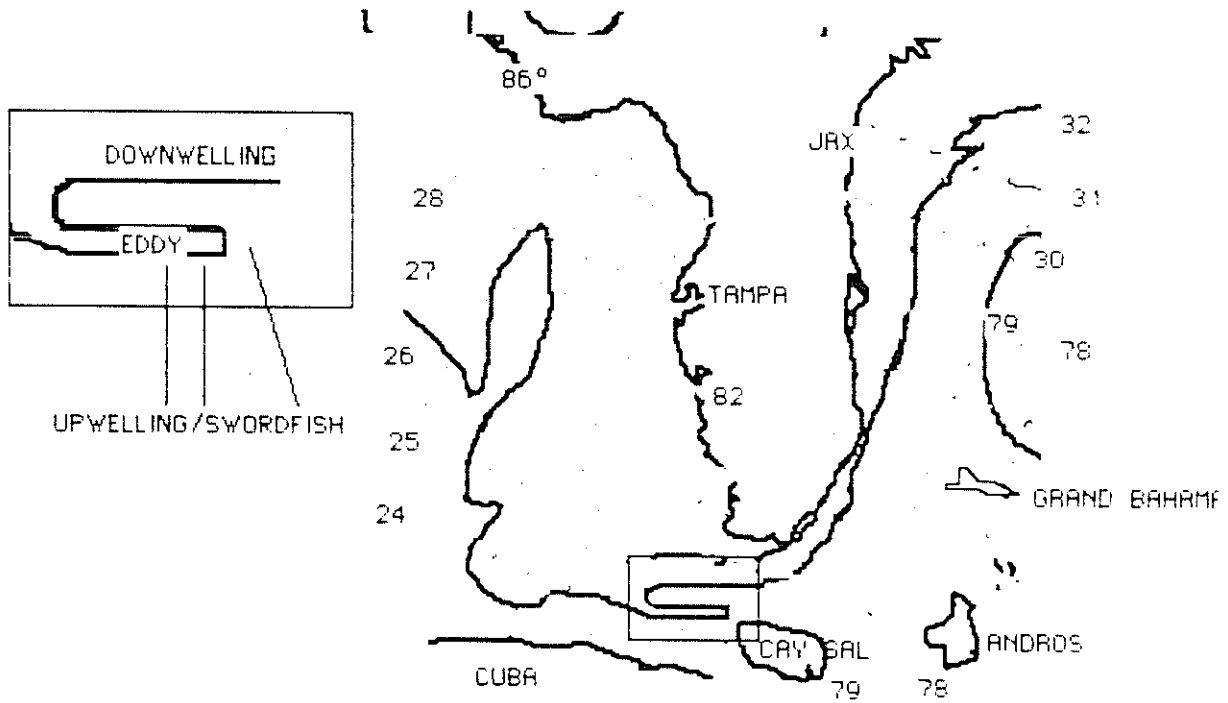 86°
32
JAX
DOWNWELLING
28
31
EDDY
27
30
TAMPA
79
26
78
82
UPWELLING/SWORDFISH
25
GRAND BAHAMA
24
CAY SAL
ANDROS
CUBA
79
78